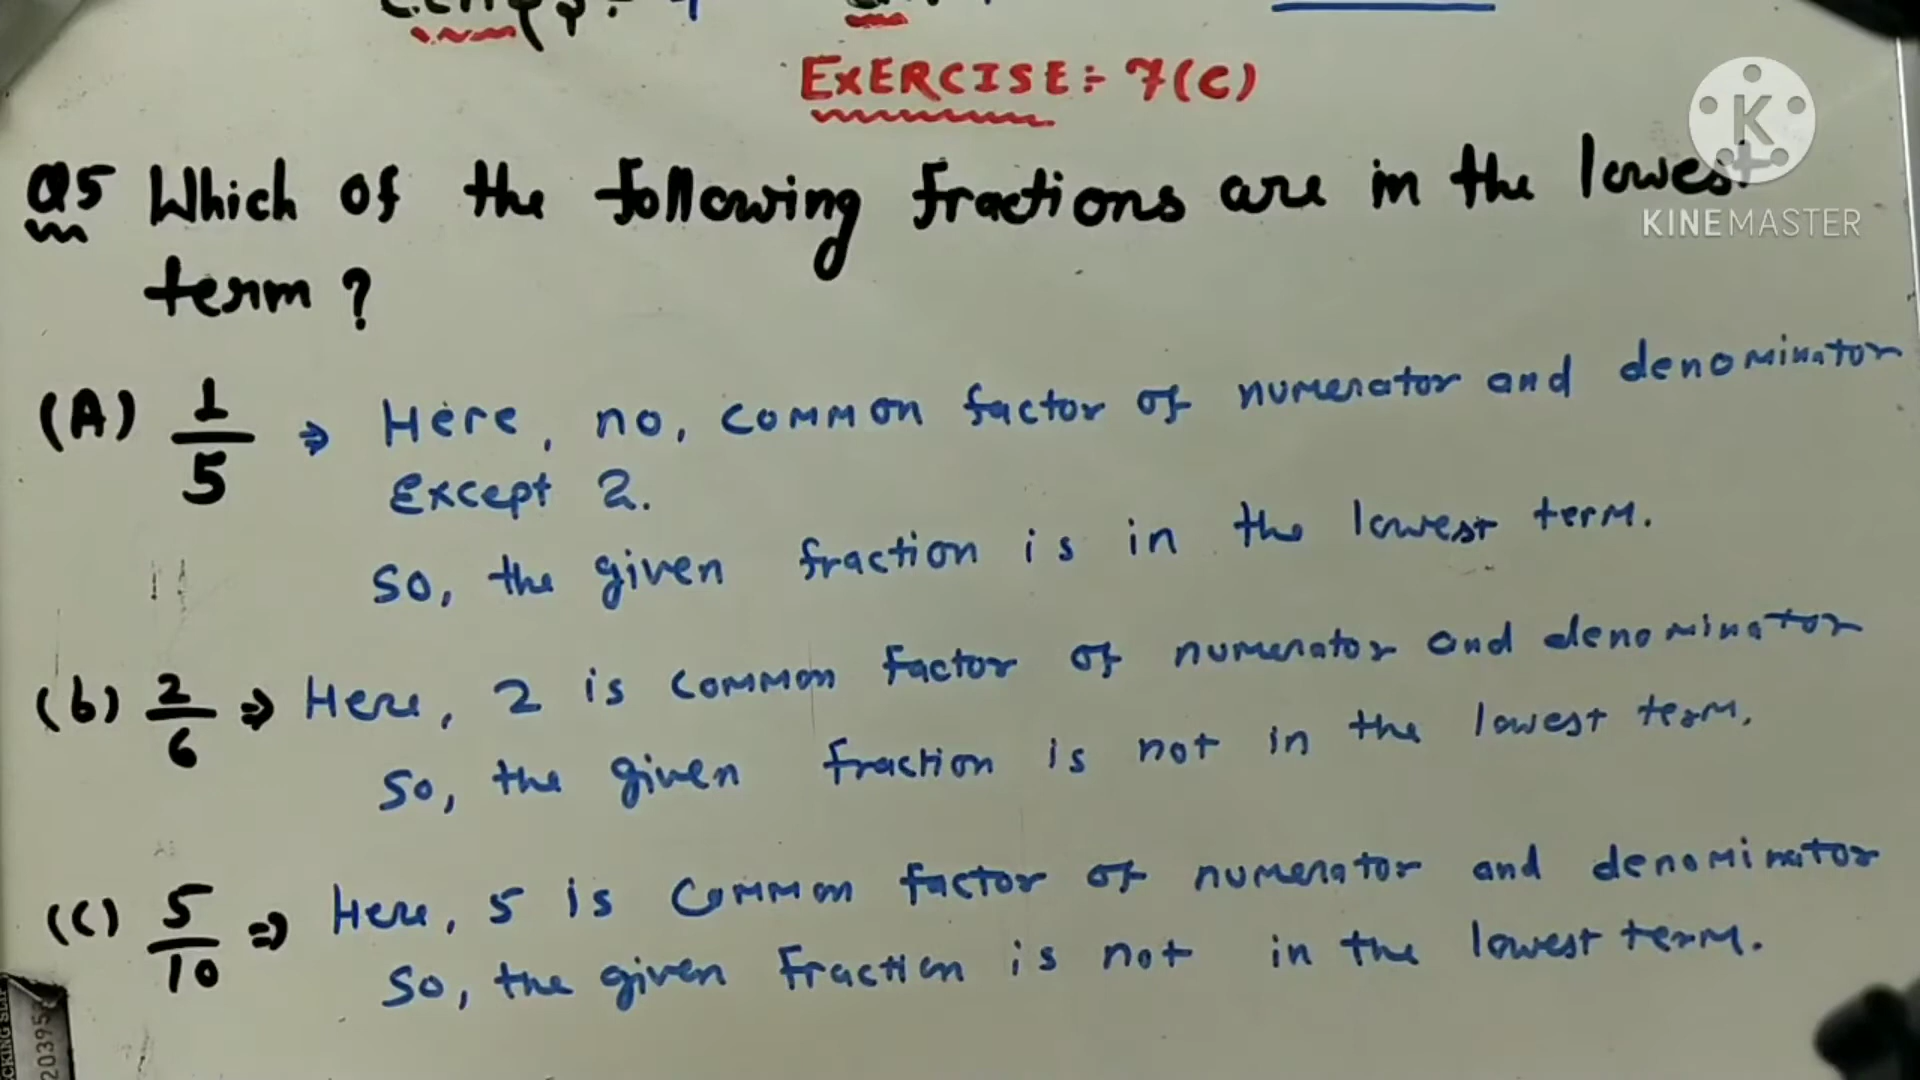 EXERCISE:- 7(C)
K
KINEMASTER
Q5 Which of the following fractions are in the lowest
term ?
(A) 1/5 ⇒ Here, no, common factor of numerator and denominator
Except 2.
So, the given fraction is in the lowest term.
(b) 2/6 ⇒ Here, 2 is common factor of numerator and denominator
So, the given fraction is not in the lowest term.
(c) 5/10 ⇒ Here, 5 is common factor of numerator and denominator
So, the given fraction is not in the lowest term.